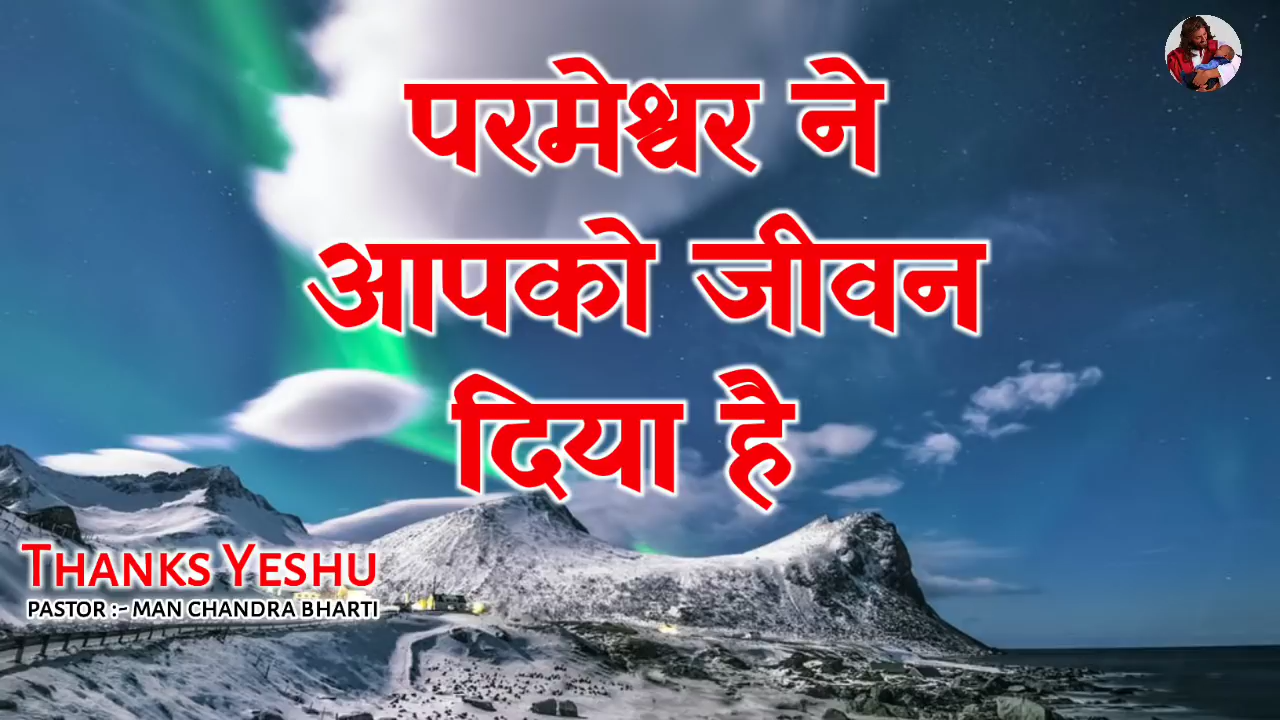 परमेश्वर ने
आपको जीवन
दिया है
THANKS YESHU
PASTOR :- MAN CHANDRA BHARTI